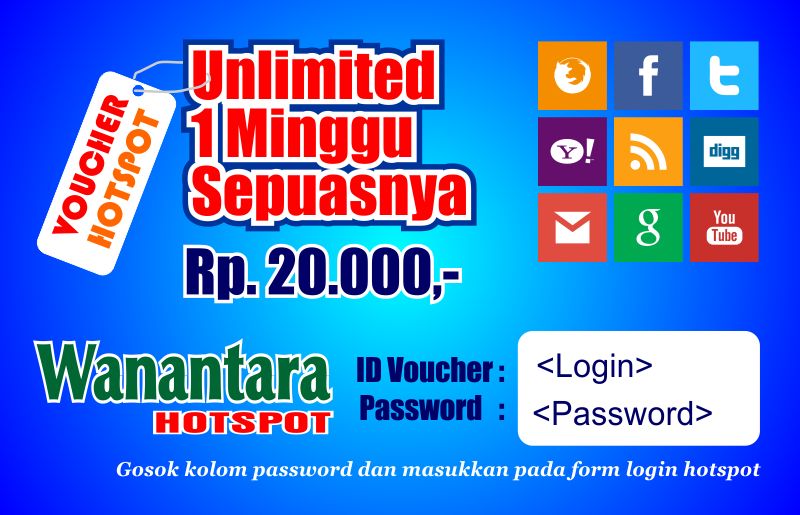 VOUCHER
HOTSPOT
Unlimited
1 Minggu
Sepuasnya
Rp. 20.000,-
f
t
Y!
digg
g
You
Tube
Wanantara
HOTSPOT
ID Voucher : <Login>
Password : <Password>
Gosok kolom password dan masukkan pada form login hotspot